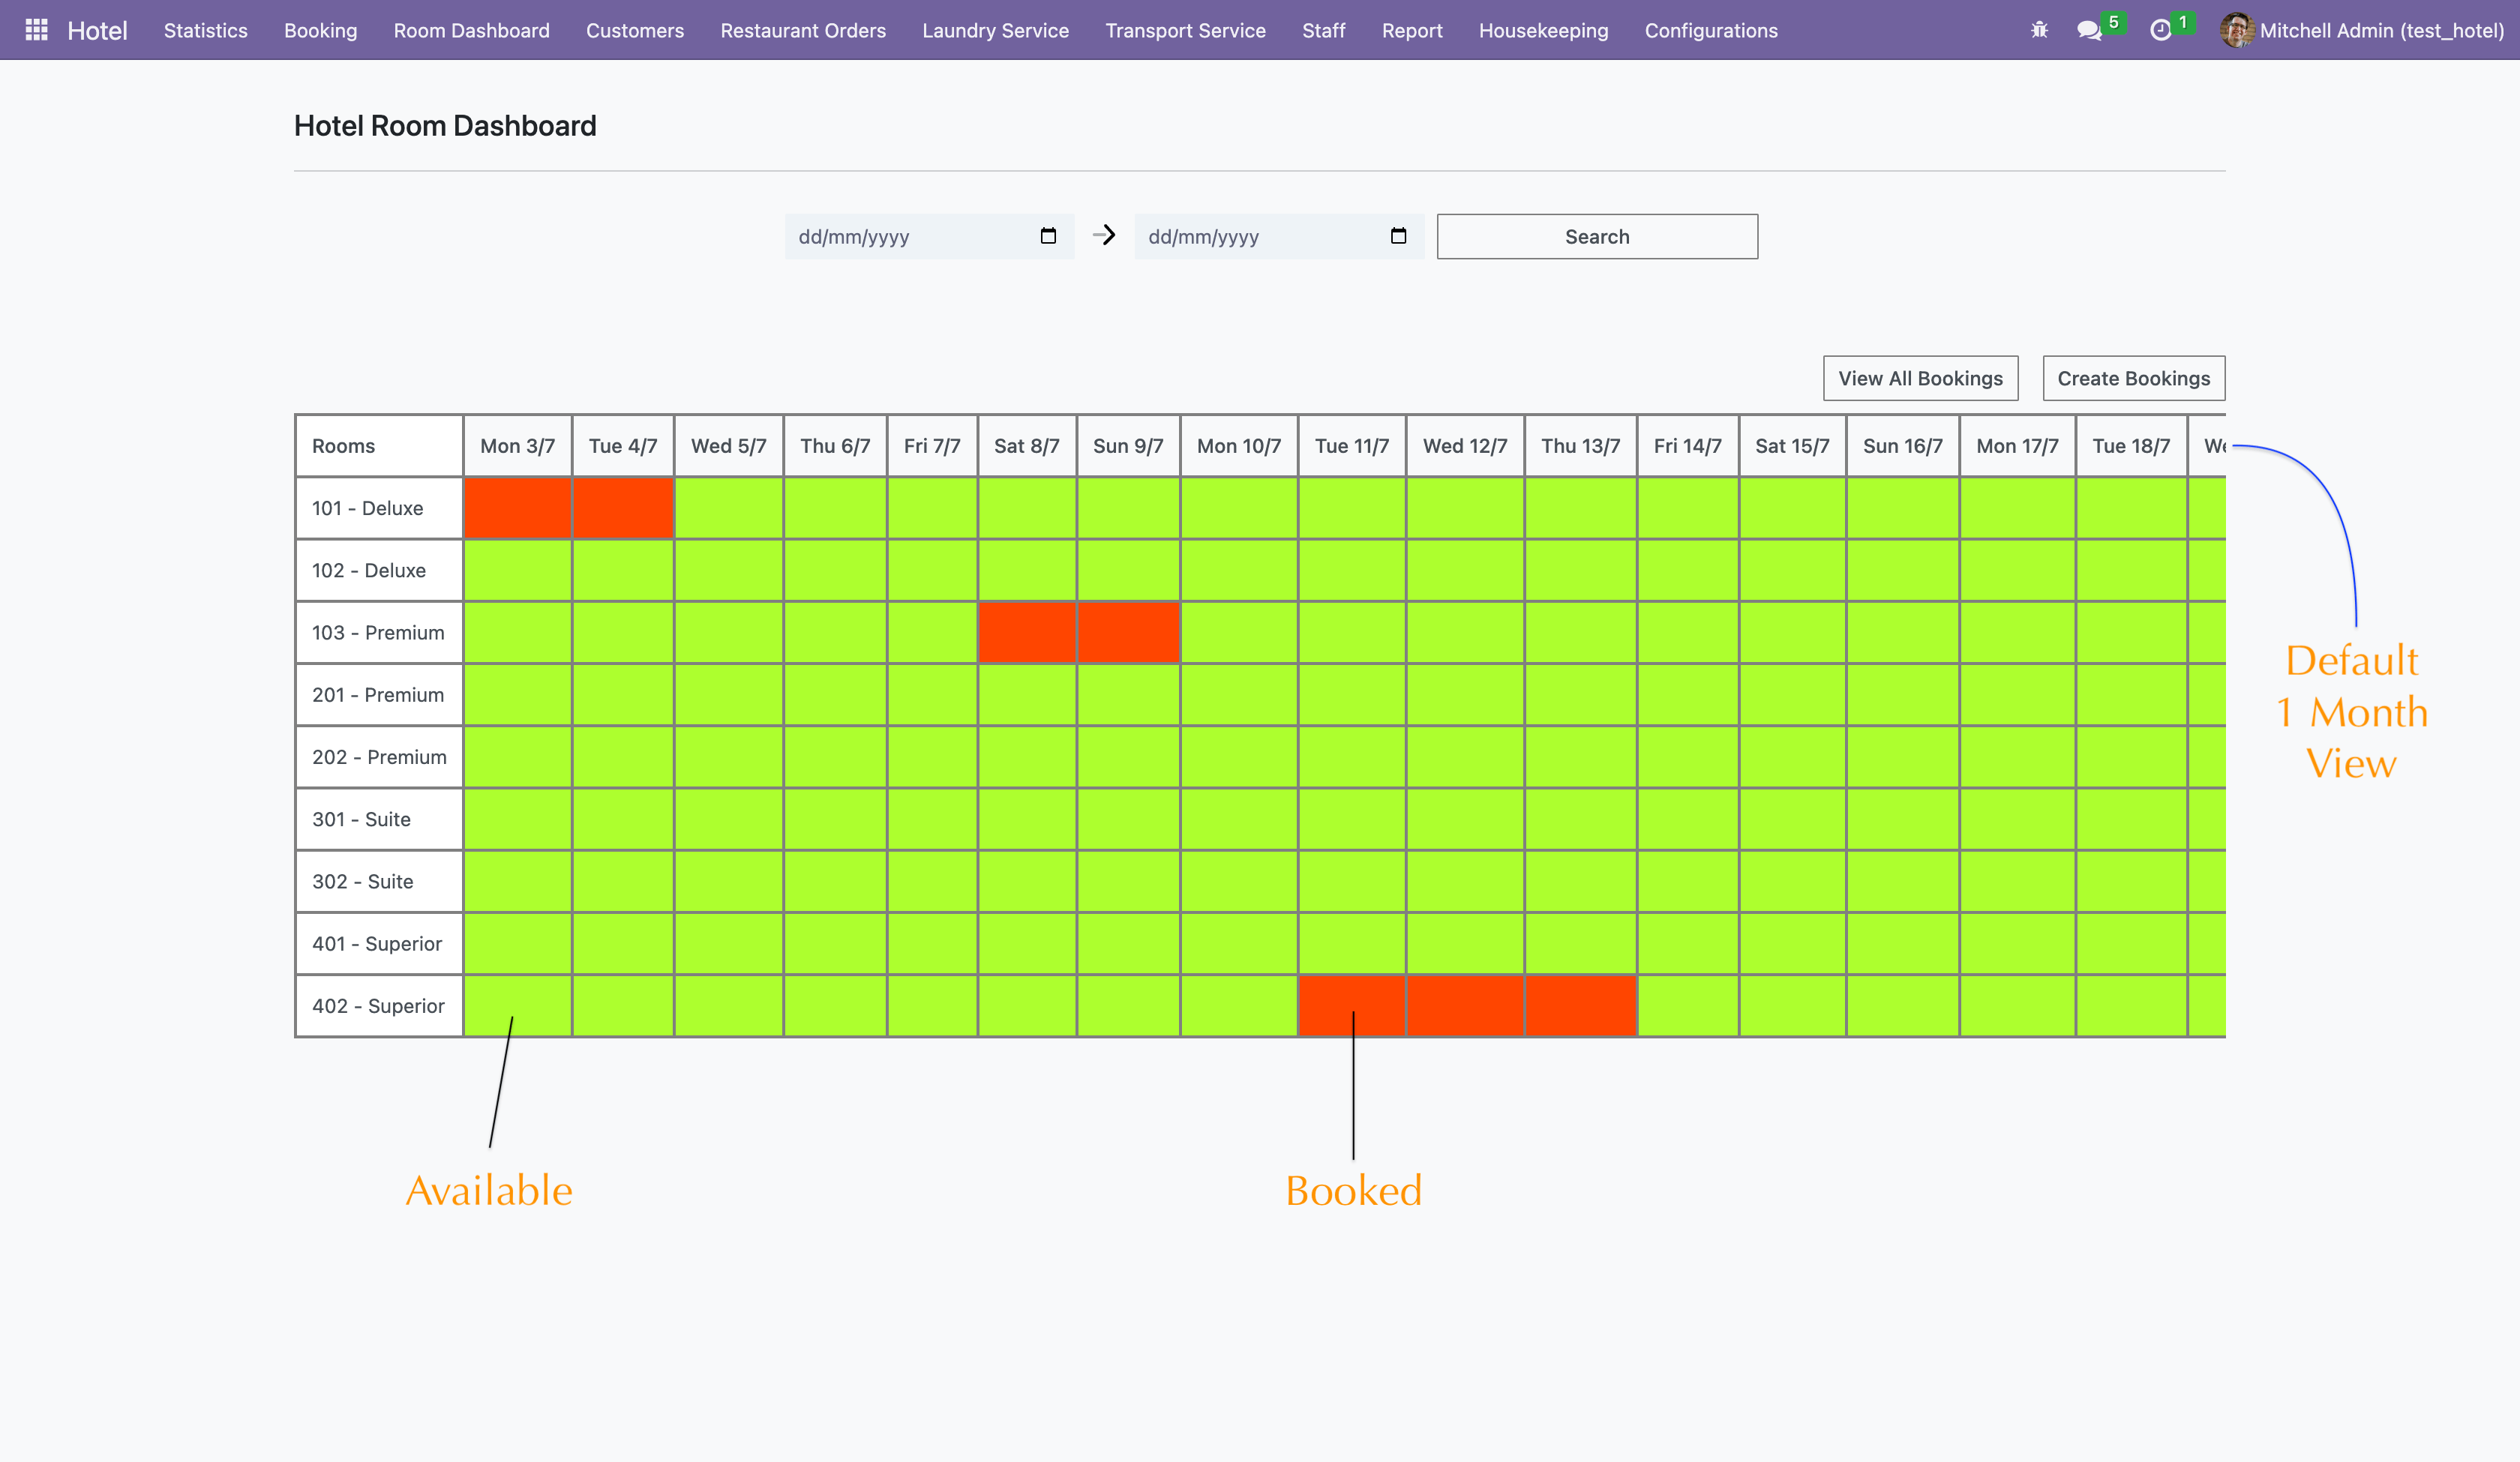 Hotel Statistics Booking Room Dashboard Customers Restaurant Orders Laundry Service Transport Service Staff Report Housekeeping Configurations 5 1 Mitchell Admin (test_hotel)
Hotel Room Dashboard
dd/mm/yyyy dd/mm/yyyy Search
View All Bookings Create Bookings
Rooms Mon 3/7 Tue 4/7 Wed 5/7 Thu 6/7 Fri 7/7 Sat 8/7 Sun 9/7 Mon 10/7 Tue 11/7 Wed 12/7 Thu 13/7 Fri 14/7 Sat 15/7 Sun 16/7 Mon 17/7 Tue 18/7
101 - Deluxe
102 - Deluxe
103 - Premium
201 - Premium
202 - Premium
301 - Suite
302 - Suite
401 - Superior
402 - Superior
Default
1 Month
View
Available
Booked